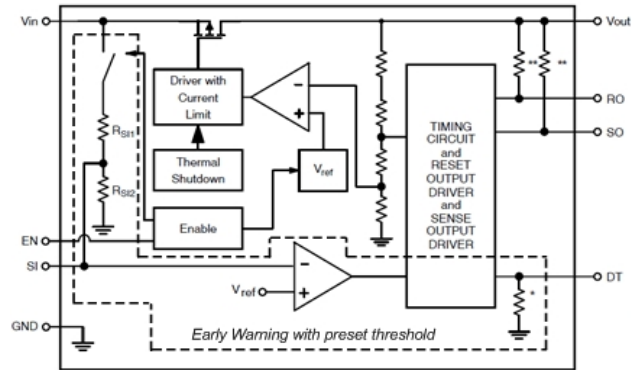 Vin
Vout
**
**
RO
SO
DT
*
Driver with
Current
Limit
Thermal
Shutdown
Enable
Vref
-
+
RSI1
RSI2
EN
SI
GND
Vref
-
+
TIMING
CIRCUIT
and
RESET
OUTPUT
DRIVER
and
SENSE
OUTPUT
DRIVER
Early Warning with preset threshold